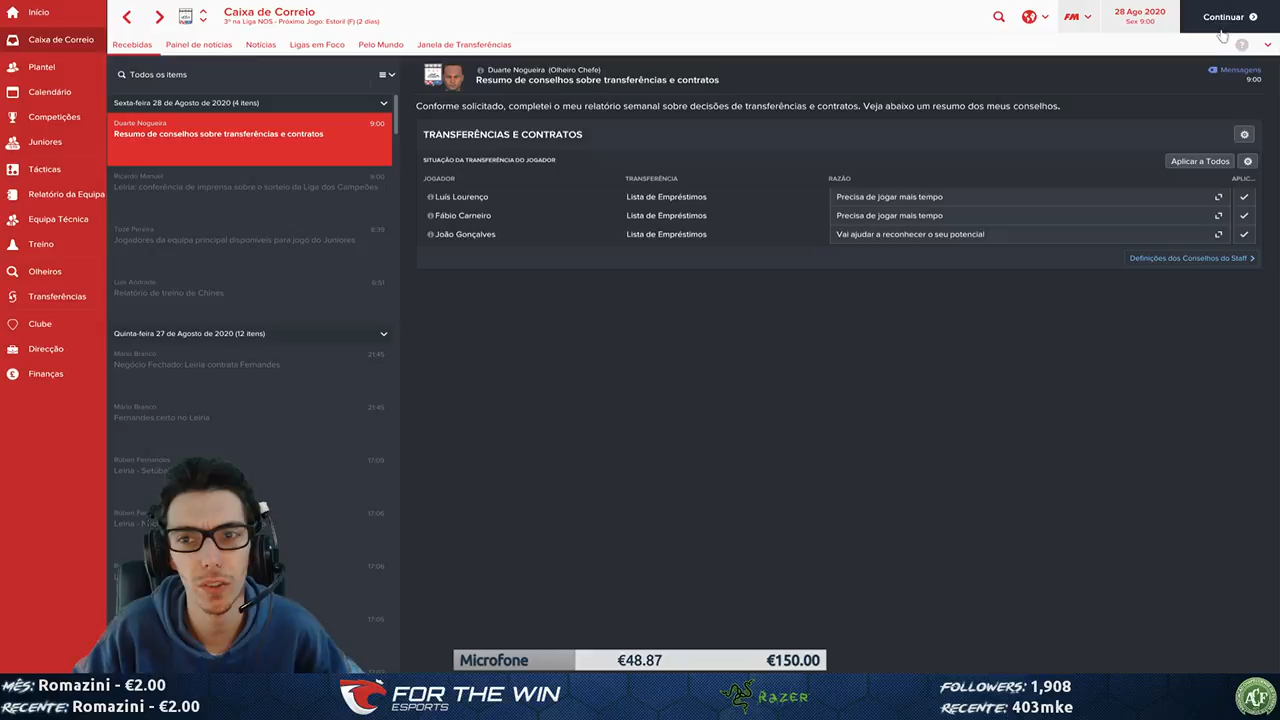 Início
Caixa de Correio
Plantel
Calendário
Competições
Juniores
Tácticas
Relatório da Equipa
Equipa Técnica
Treino
Olheiros
Transferências
Clube
Direcção
Finanças
Caixa de Correio
3º na Liga NOS - Próximo Jogo: Estoril (F) (2 dias)
FM
28 Ago 2020
Sex 9:00
Continuar
Recebidas
Painel de notícias
Notícias
Ligas em Foco
Pelo Mundo
Janela de Transferências
Todos os items
Sexta-feira 28 de Agosto de 2020 (4 itens)
Duarte Nogueira 9:00
Resumo de conselhos sobre transferências e contratos
Ricardo Manuel 9:00
Leiria: conferência de imprensa sobre o sorteio da Liga dos Campeões
Tozé Pereira 8:39
Jogadores da equipa principal disponíveis para jogo do Juniores
Luís Andrade 6:51
Relatório de treino de Chines
Quinta-feira 27 de Agosto de 2020 (12 itens)
Mário Branco 21:45
Negócio Fechado: Leiria contrata Fernandes
Mário Branco 21:45
Fernandes certo no Leiria
Rúben Fernandes 17:09
Leiria - Setúba
17:06
Leiria
17:06
17:05
Duarte Nogueira (Olheiro Chefe)
Resumo de conselhos sobre transferências e contratos
Mensagens
9:00
Conforme solicitado, completei o meu relatório semanal sobre decisões de transferências e contratos. Veja abaixo um resumo dos meus conselhos.
TRANSFERÊNCIAS E CONTRATOS
SITUAÇÃO DA TRANSFERÊNCIA DO JOGADOR
Aplicar a Todos
JOGADOR TRANSFERÊNCIA RAZÃO APLIC...
Luís Lourenço Lista de Empréstimos Precisa de jogar mais tempo
Fábio Carneiro Lista de Empréstimos Precisa de jogar mais tempo
João Gonçalves Lista de Empréstimos Vai ajudar a reconhecer o seu potencial
Definições dos Conselhos do Staff
Microfone €48.87 €150.00
MÊS: Romazini - €2.00
RECENTE: Romazini - €2.00
FOR THE WIN
ESPORTS
RAZER
FOLLOWERS: 1,908
RECENTE: 403mke
ACF